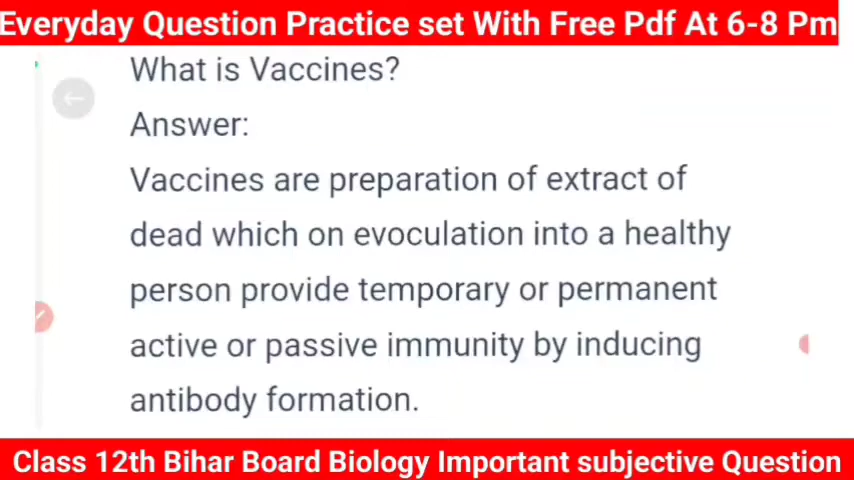 Everyday Question Practice set With Free Pdf At 6-8 Pm
What is Vaccines?
Answer:
Vaccines are preparation of extract of
dead which on evoculation into a healthy
person provide temporary or permanent
active or passive immunity by inducing
antibody formation.
Class 12th Bihar Board Biology Important subjective Question